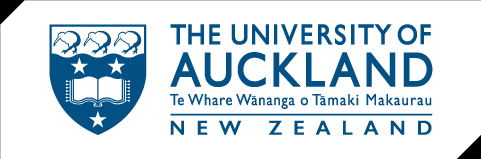 THE UNIVERSITY OF
AUCKLAND
Te Whare Wānanga o Tāmaki Makaurau
NEW ZEALAND